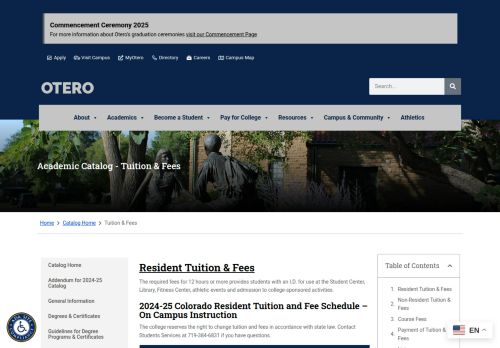 Commencement Ceremony 2025
For more information about Otero's graduation ceremonies visit our Commencement Page
Apply Visit Campus MyOtero Directory Careers Campus Map
OTERO
Search...
About Academics Become a Student Pay for College Resources Campus & Community Athletics
Academic Catalog - Tuition & Fees
Home Catalog Home Tuition & Fees
Catalog Home
Addendum for 2024-25
Catalog
General Information
Degrees & Certificates
Guidelines for Degree
Programs & Certificates
Resident Tuition & Fees
The required fees for 12 hours or more provides students with an I.D. for use at the Student Center,
Library, Fitness Center, athletic events and admission to college-sponsored activities.
2024-25 Colorado Resident Tuition and Fee Schedule –
On Campus Instruction
The college reserves the right to change tuition and fees in accordance with state law. Contact
Students Services at 719-384-6831 if you have questions.
Table of Contents
1. Resident Tuition & Fees
2. Non-Resident Tuition &
Fees
3. Course Fees
4. Payment of Tuition &
Fees
EN